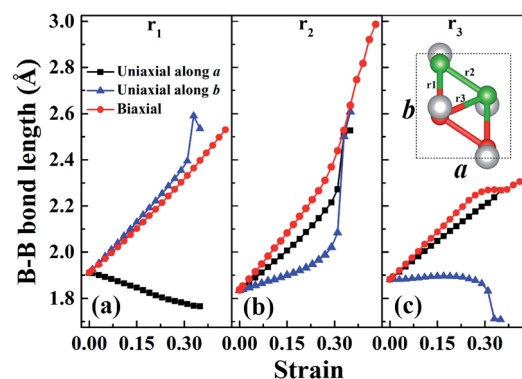 B-B bond length (Å)
3.0
2.8
2.6
2.4
2.2
2.0
1.8
r1
Uniaxial along a
Uniaxial along b
Biaxial
(a)
r2
(b)
r3
r1
r2
r3
b
a
(c)
0.00 0.15 0.30 0.00 0.15 0.30 0.00 0.15 0.30
Strain